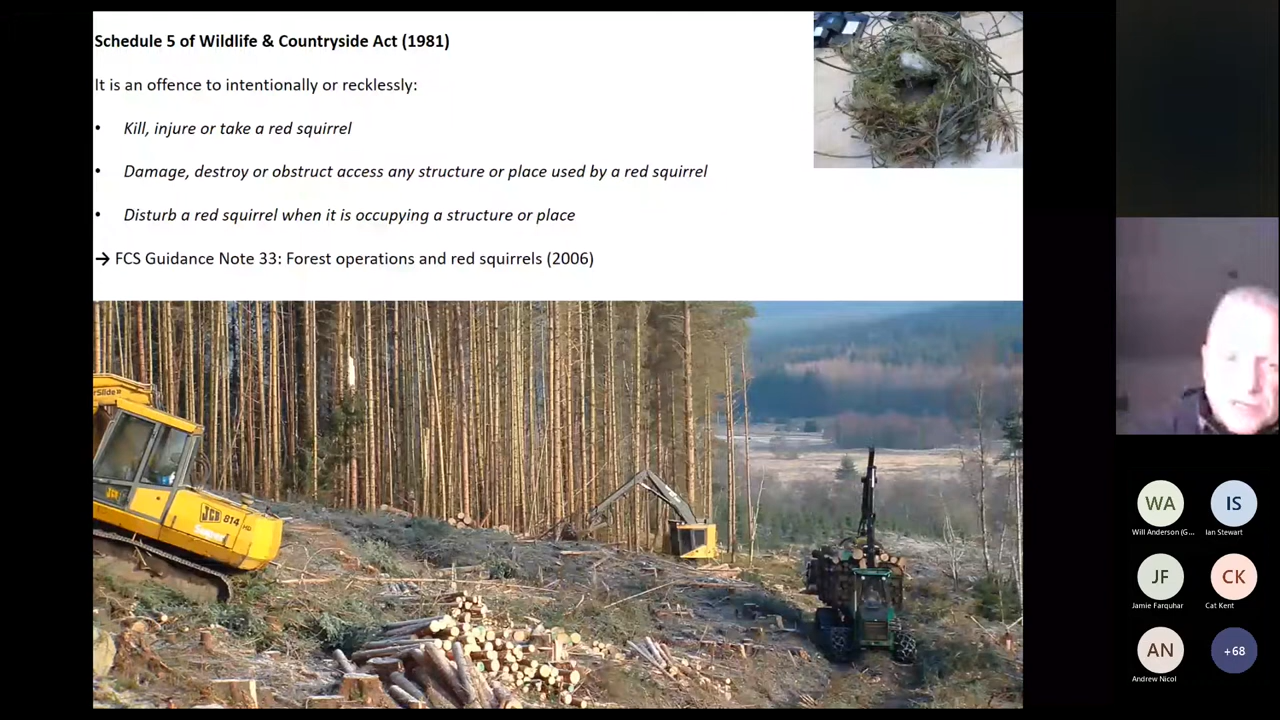 Schedule 5 of Wildlife & Countryside Act (1981)
It is an offence to intentionally or recklessly:
• Kill, injure or take a red squirrel
• Damage, destroy or obstruct access any structure or place used by a red squirrel
• Disturb a red squirrel when it is occupying a structure or place
→ FCS Guidance Note 33: Forest operations and red squirrels (2006)
JCB 814
WA IS
Will Anderson (G... Ian Stewart
JF CK
Jamie Farquhar Cat Kent
AN +68
Andrew Nicol